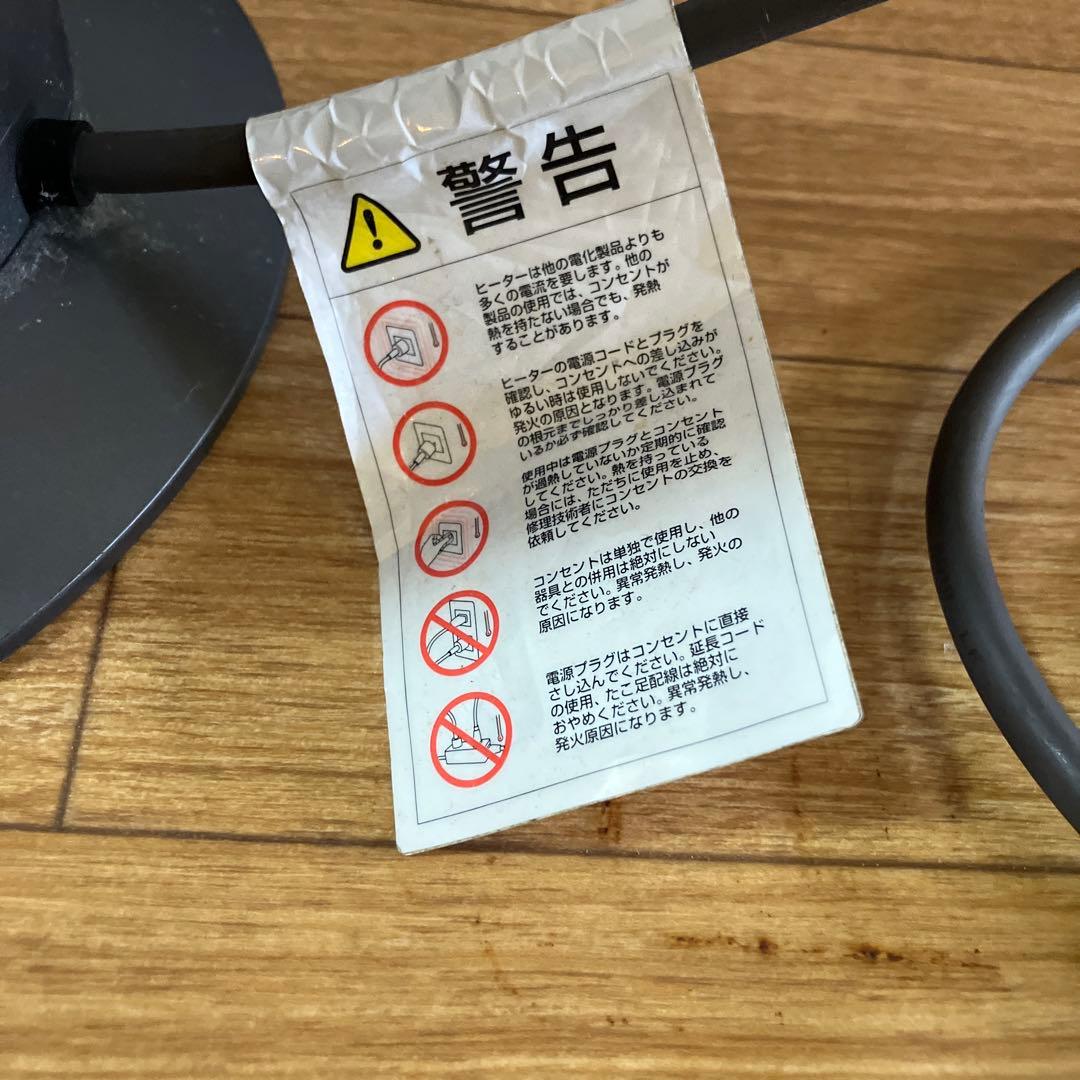 警告
ヒーターは他の電化製品よりも
多くの電流を要します。他の
製品の使用では、コンセントが
熱を持たない場合でも、発熱
することがあります。
ヒーターの電源コードとプラグを
確認し、コンセントへの差し込みが
ゆるい時は使用しないでください。
発火の原因となります。電源プラグ
の根元までしっかり差し込まれて
いるか必ず確認してください。
使用中は電源プラグとコンセント
が過熱していないか定期的に確認
してください。熱を持っている
場合には、ただちに使用を止め、
修理技術者にコンセントの交換を
依頼してください。
コンセントは単独で使用し、他の
器具との併用は絶対にしない
でください。異常発熱し、発火の
原因になります。
電源プラグはコンセントに直接
さし込んでください。延長コード
の使用、たこ足配線は絶対に
おやめください。異常発熱し、
発火原因になります。